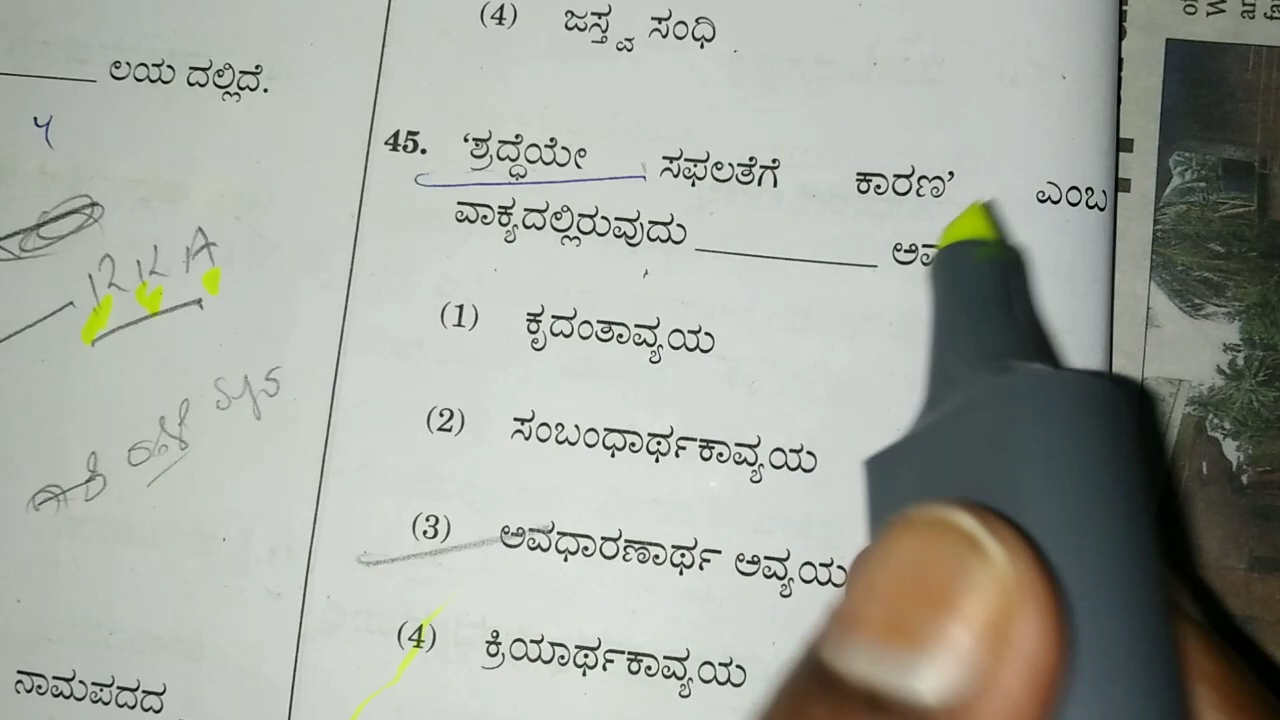 (4) ಜಸ್ತ್ವ ಸಂಧಿ .
ಲಯ ದಲ್ಲಿದೆ.
45. ‘ಶ್ರದ್ಧೆಯೇ ಸಫಲತೆಗೆ ಕಾರಣ’ ಎಂಬ
ವಾಕ್ಯದಲ್ಲಿರುವುದು __________
(1) ಕೃದಂತಾವ್ಯಯ
(2) ಸಂಬಂಧಾರ್ಥಕಾವ್ಯಯ
(3) ಅವಧಾರಣಾರ್ಥ ಅವ್ಯಯ
(4) ಕ್ರಿಯಾರ್ಥಕಾವ್ಯಯ
ನಾಮಪದದ